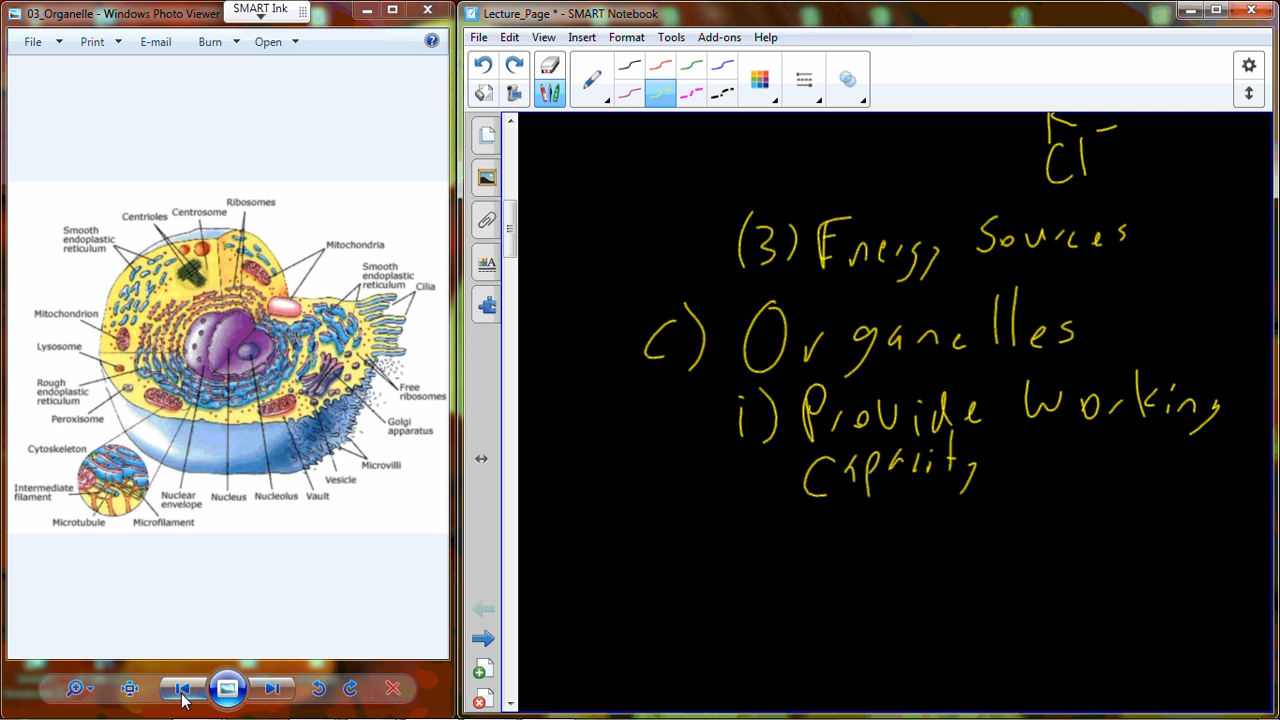 03_Organelle - Windows Photo Viewer
SMART Ink
File Print E-mail Burn Open
Centrioles
Centrosome
Ribosomes
Smooth
endoplastic
reticulum
Mitochondria
Smooth
endoplastic
reticulum
Cilia
Mitochondrion
Lysosome
Rough
endoplastic
reticulum
Peroxisome
Cytoskeleton
Intermediate
filament
Microtubule
Microfilament
Nuclear
envelope
Nucleus
Nucleolus
Vault
Vesicle
Microvilli
Golgi
apparatus
Free
ribosomes
Lecture_Page * - SMART Notebook
File Edit View Insert Format Tools Add-ons Help
Cl
(3) Energy Sources
c) Organelles
i) Provide Working
capacity